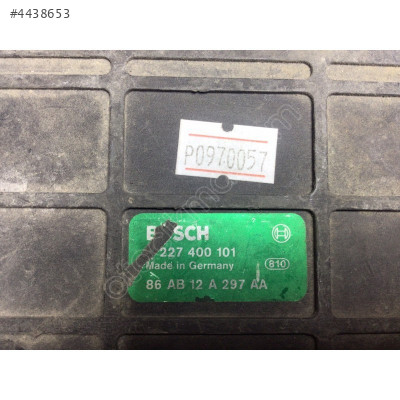 #4438653
P0970057
BOSCH
227 400 101
Made in Germany
810
86 AB 12 A 297 AA